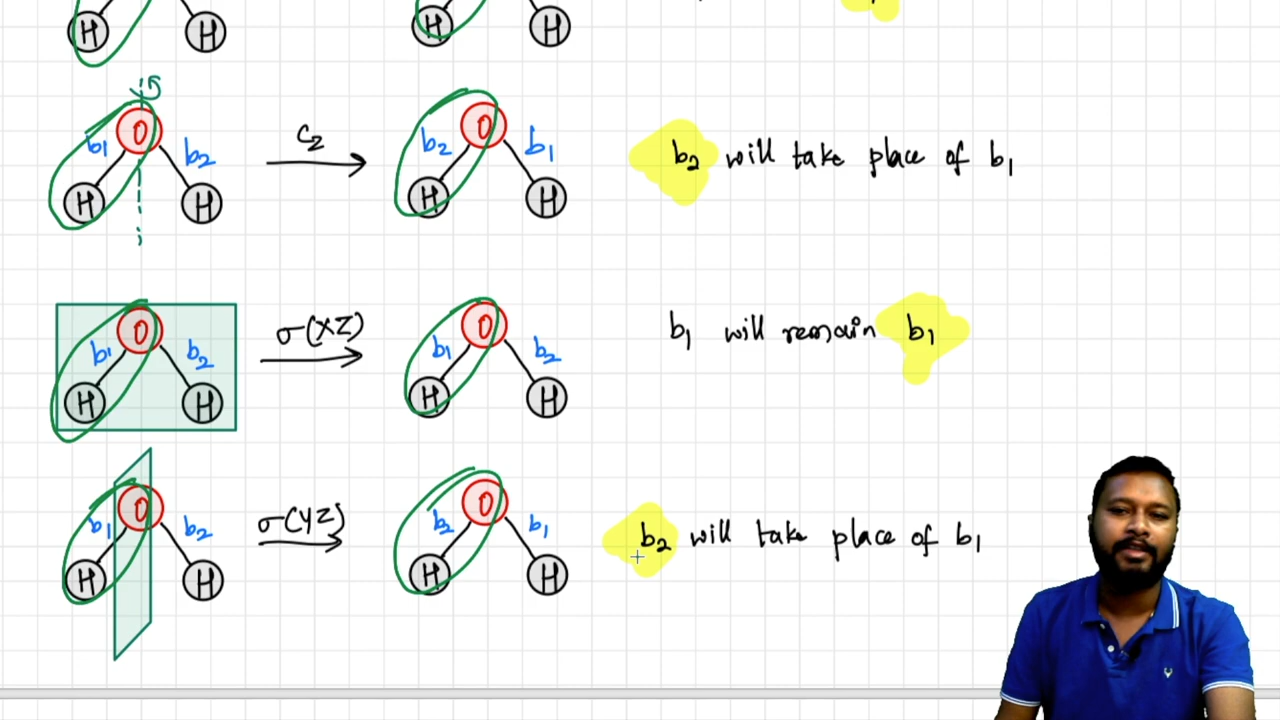 H H H H
O O
b1 b2 C2 b2 b1 b2 will take place of b1
H H H H
O O
b1 b2 σ(XZ) b1 b2 b1 will remain b1
H H H H
O O
b1 b2 σ(YZ) b2 b1 b2 will take place of b1
H H H H